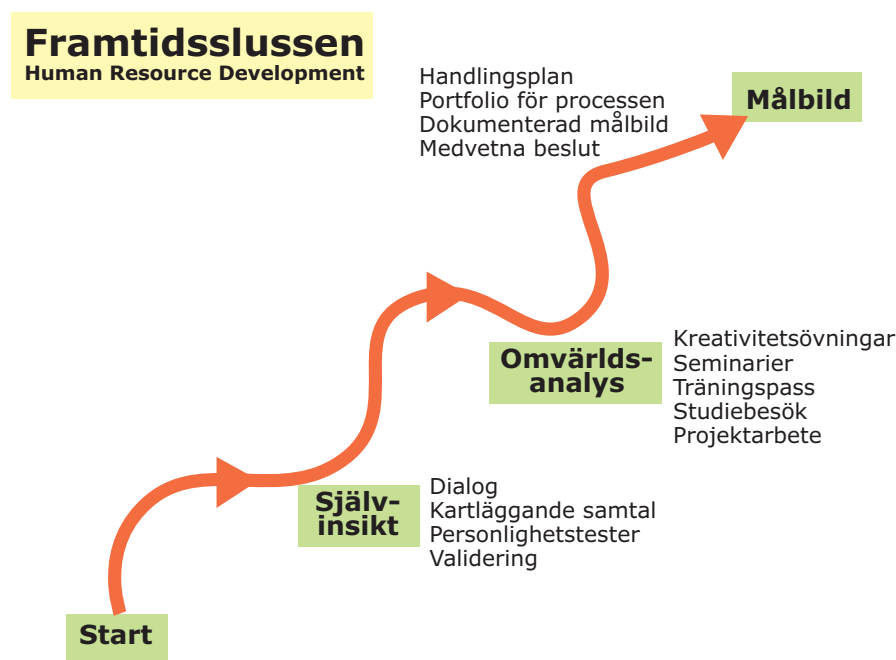 Framtidsslussen
Human Resource Development
Handlingsplan
Portfolio för processen
Dokumenterad målbild
Medvetna beslut
Målbild
Omvärlds-
analys
Kreativitetsövningar
Seminarier
Träningspass
Studiebesök
Projektarbete
Själv-
insikt
Dialog
Kartläggande samtal
Personlighetstester
Validering
Start